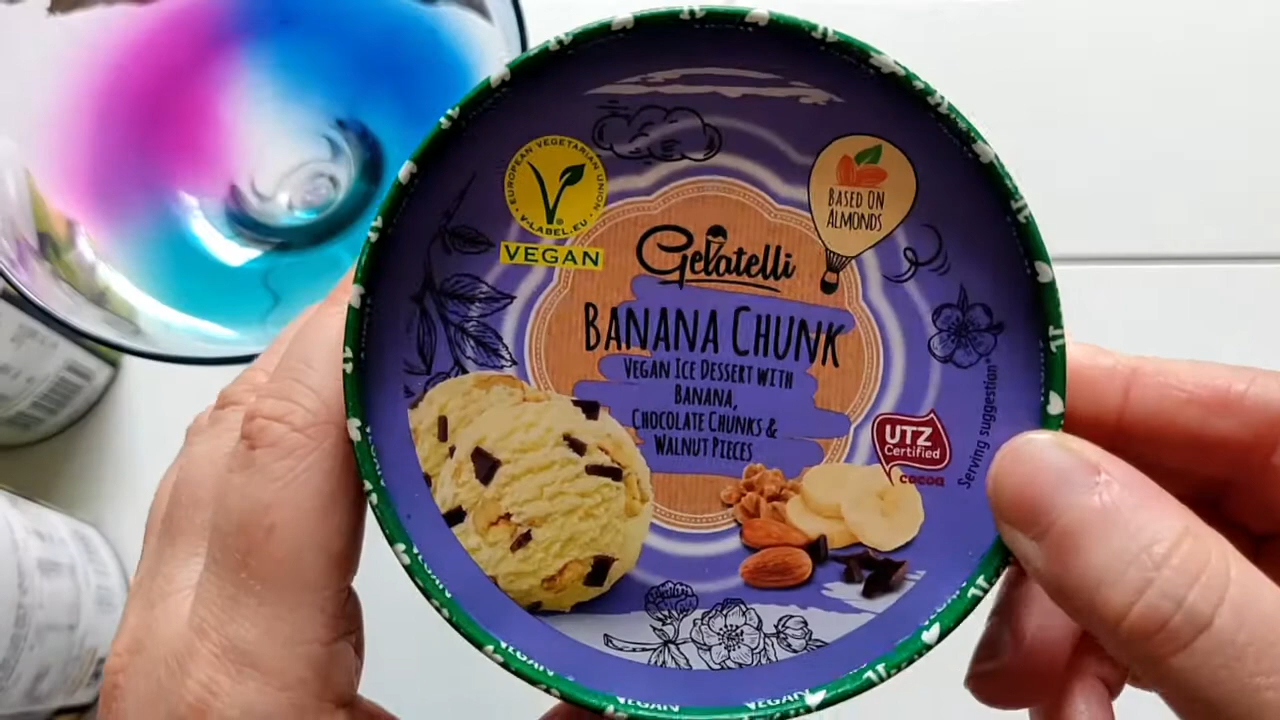 EUROPEAN VEGETARIAN UNION
V-LABEL.EU
VEGAN
BASED ON
ALMONDS
Gelatelli
BANANA CHUNK
VEGAN ICE DESSERT WITH
BANANA,
CHOCOLATE CHUNKS &
WALNUT PIECES
UTZ
Certified
cocoa
Serving suggestion
VEGAN
VEGAN
VEGAN